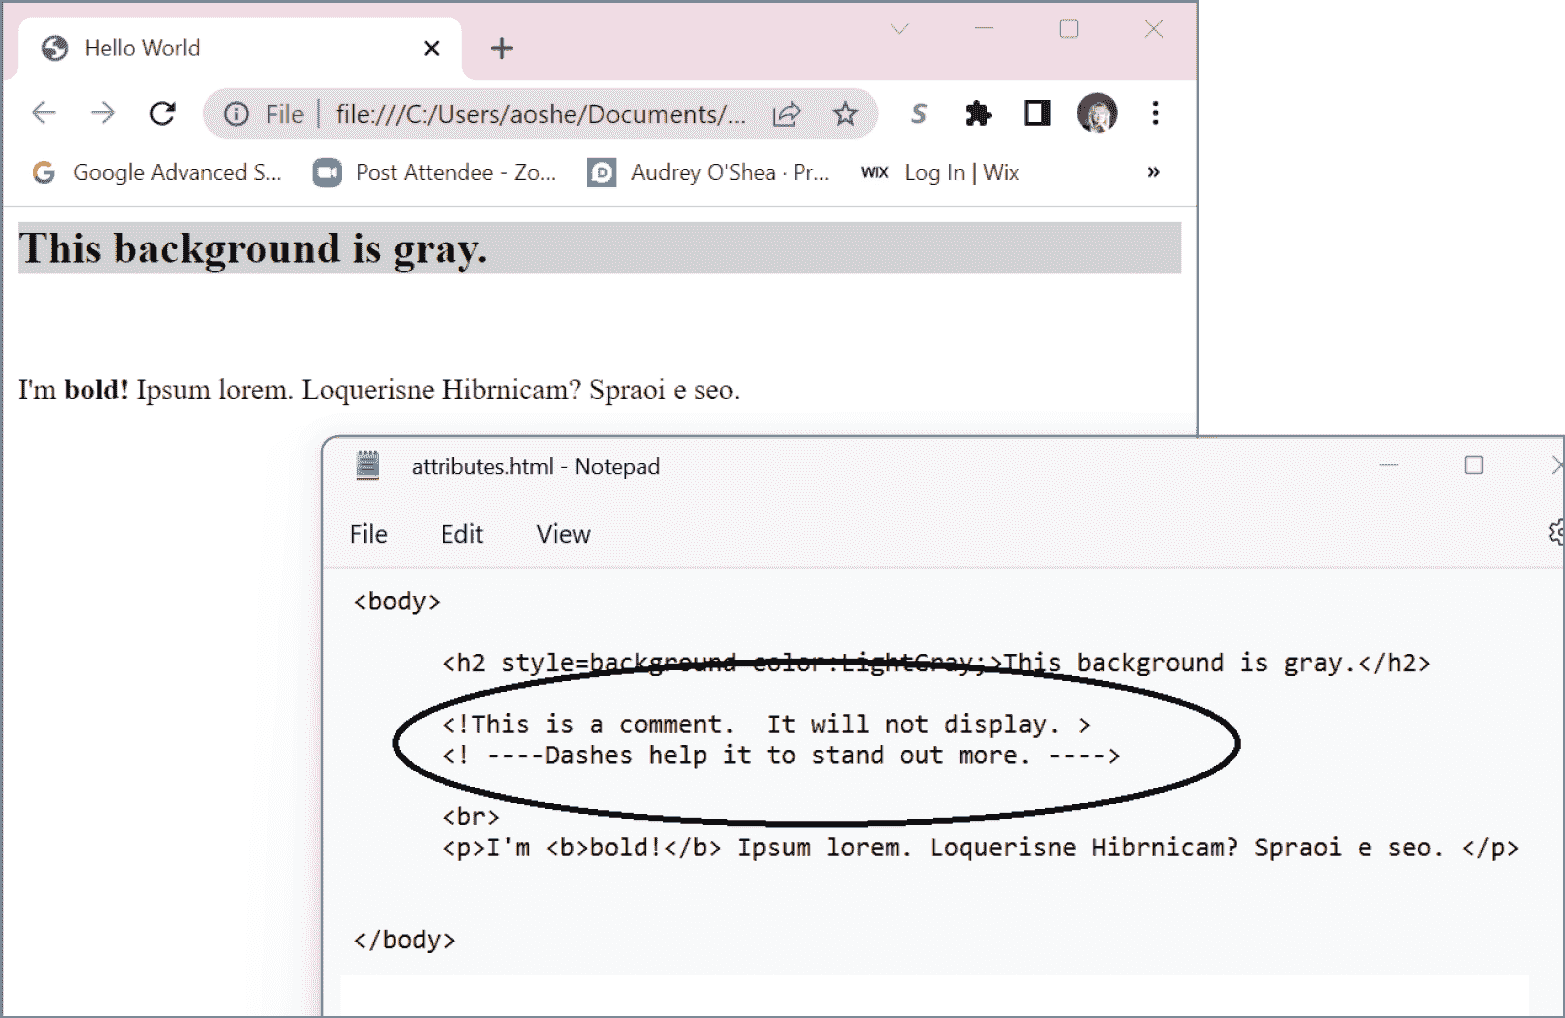 Hello World
File | file:///C:/Users/aoshe/Documents/... S
Google Advanced S... Post Attendee - Zo... D Audrey O'Shea · Pr... WIX Log In | Wix »
This background is gray.
I'm bold! Ipsum lorem. Loquerisne Hibrnicam? Spraoi e seo.
attributes.html - Notepad
File Edit View
<body>
<h2 style=background-color:LightGray;>This background is gray.</h2>
<!This is a comment.  It will not display. >
<! ----Dashes help it to stand out more. ---->
<br>
<p>I'm <b>bold!</b> Ipsum lorem. Loquerisne Hibrnicam? Spraoi e seo. </p>
</body>